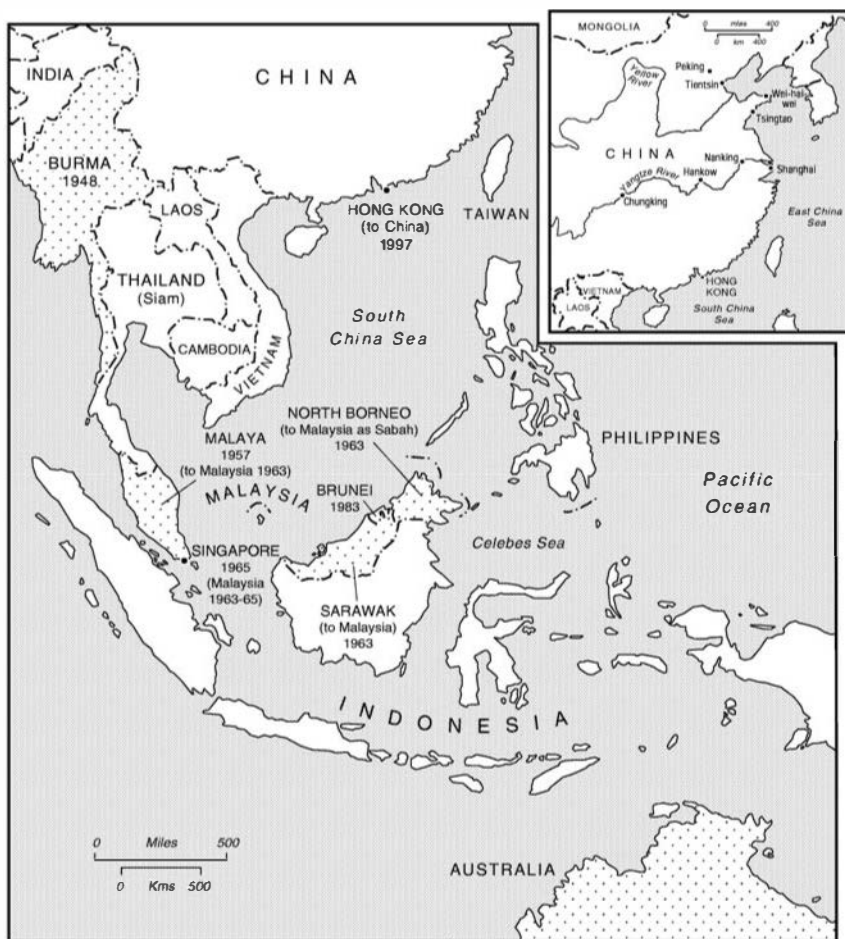 INDIA
CHINA
BURMA
1948.
LAOS
HONG KONG
(to China)
1997
TAIWAN
THAILAND
(Siam)
CAMBODIA
VIETNAM
South
China Sea
NORTH BORNEO
(to Malaysia as Sabah)
1963
MALAYA
1957
(to Malaysia 1963)
MALAYSIA
BRUNEI
1983
PHILIPPINES
Pacific
Ocean
SINGAPORE
1965
(Malaysia
1963-65)
Celebes Sea
SARAWAK
(to Malaysia)
1963
INDONESIA
0 Miles 500
0 Kms 500
AUSTRALIA
MONGOLIA
0 miles 400
0 km 400
Peking
Yellow
River
Tientsin
Wei-hai-
wei
Tsingtao
CHINA
Nanking
Shanghai
Yangtze River
Hankow
Chungking
East China
Sea
VIETNAM
LAOS
HONG
KONG
South China
Sea